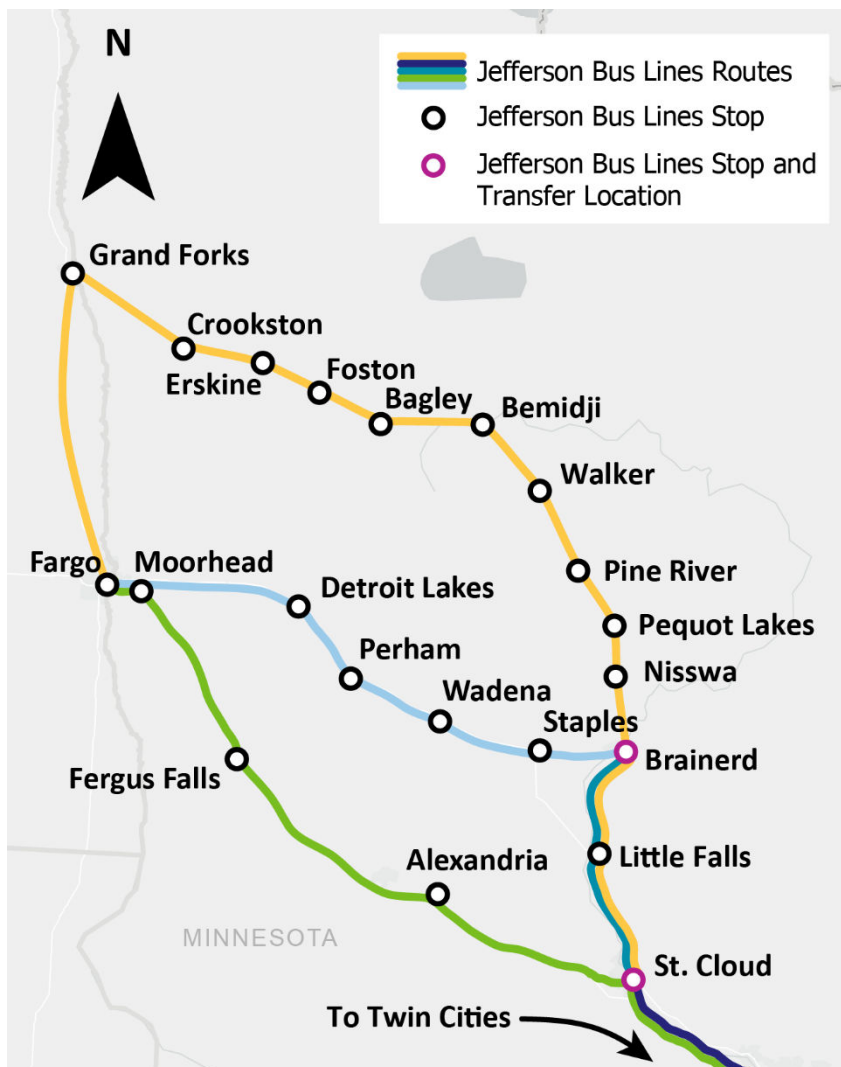 N
Jefferson Bus Lines Routes
Jefferson Bus Lines Stop
Jefferson Bus Lines Stop and
Transfer Location
Grand Forks
Crookston
Erskine
Foston
Bagley
Bemidji
Walker
Pine River
Fargo
Moorhead
Detroit Lakes
Pequot Lakes
Perham
Nisswa
Wadena
Staples
Brainerd
Fergus Falls
Alexandria
Little Falls
MINNESOTA
St. Cloud
To Twin Cities